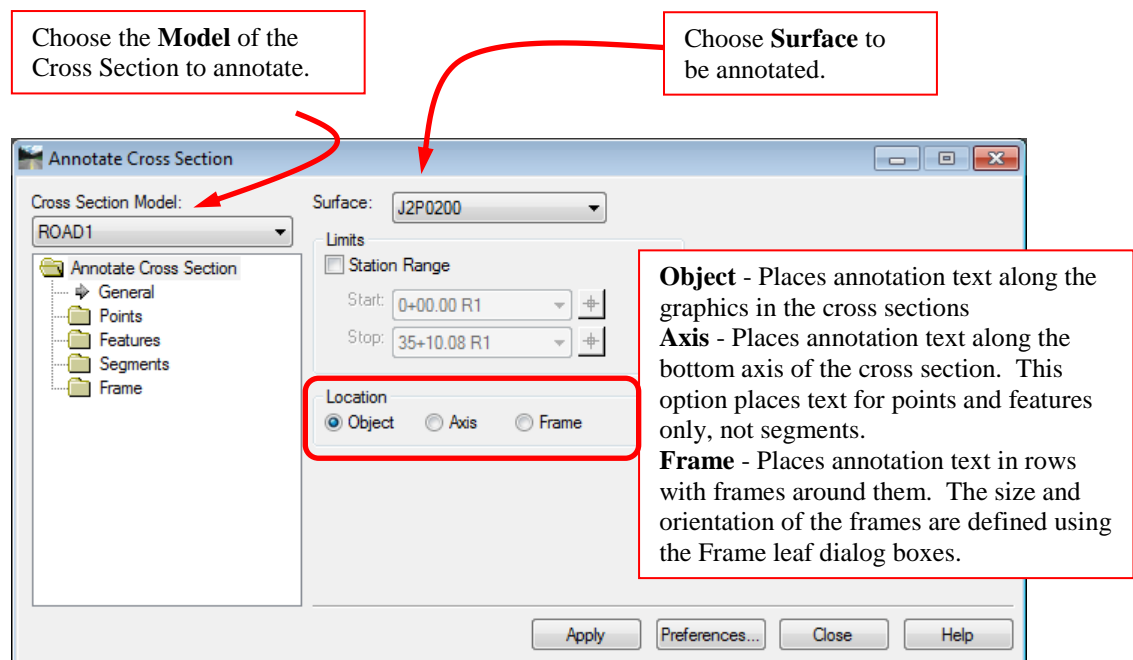 Choose the Model of the
Cross Section to annotate.
Choose Surface to
be annotated.
Annotate Cross Section
Cross Section Model:
ROAD1
Annotate Cross Section
General
Points
Features
Segments
Frame
Surface: J2P0200
Limits
Station Range
Start: 0+00.00 R1
Stop: 35+10.08 R1
Location
Object Axis Frame
Object - Places annotation text along the
graphics in the cross sections
Axis - Places annotation text along the
bottom axis of the cross section. This
option places text for points and features
only, not segments.
Frame - Places annotation text in rows
with frames around them. The size and
orientation of the frames are defined using
the Frame leaf dialog boxes.
Apply Preferences... Close Help